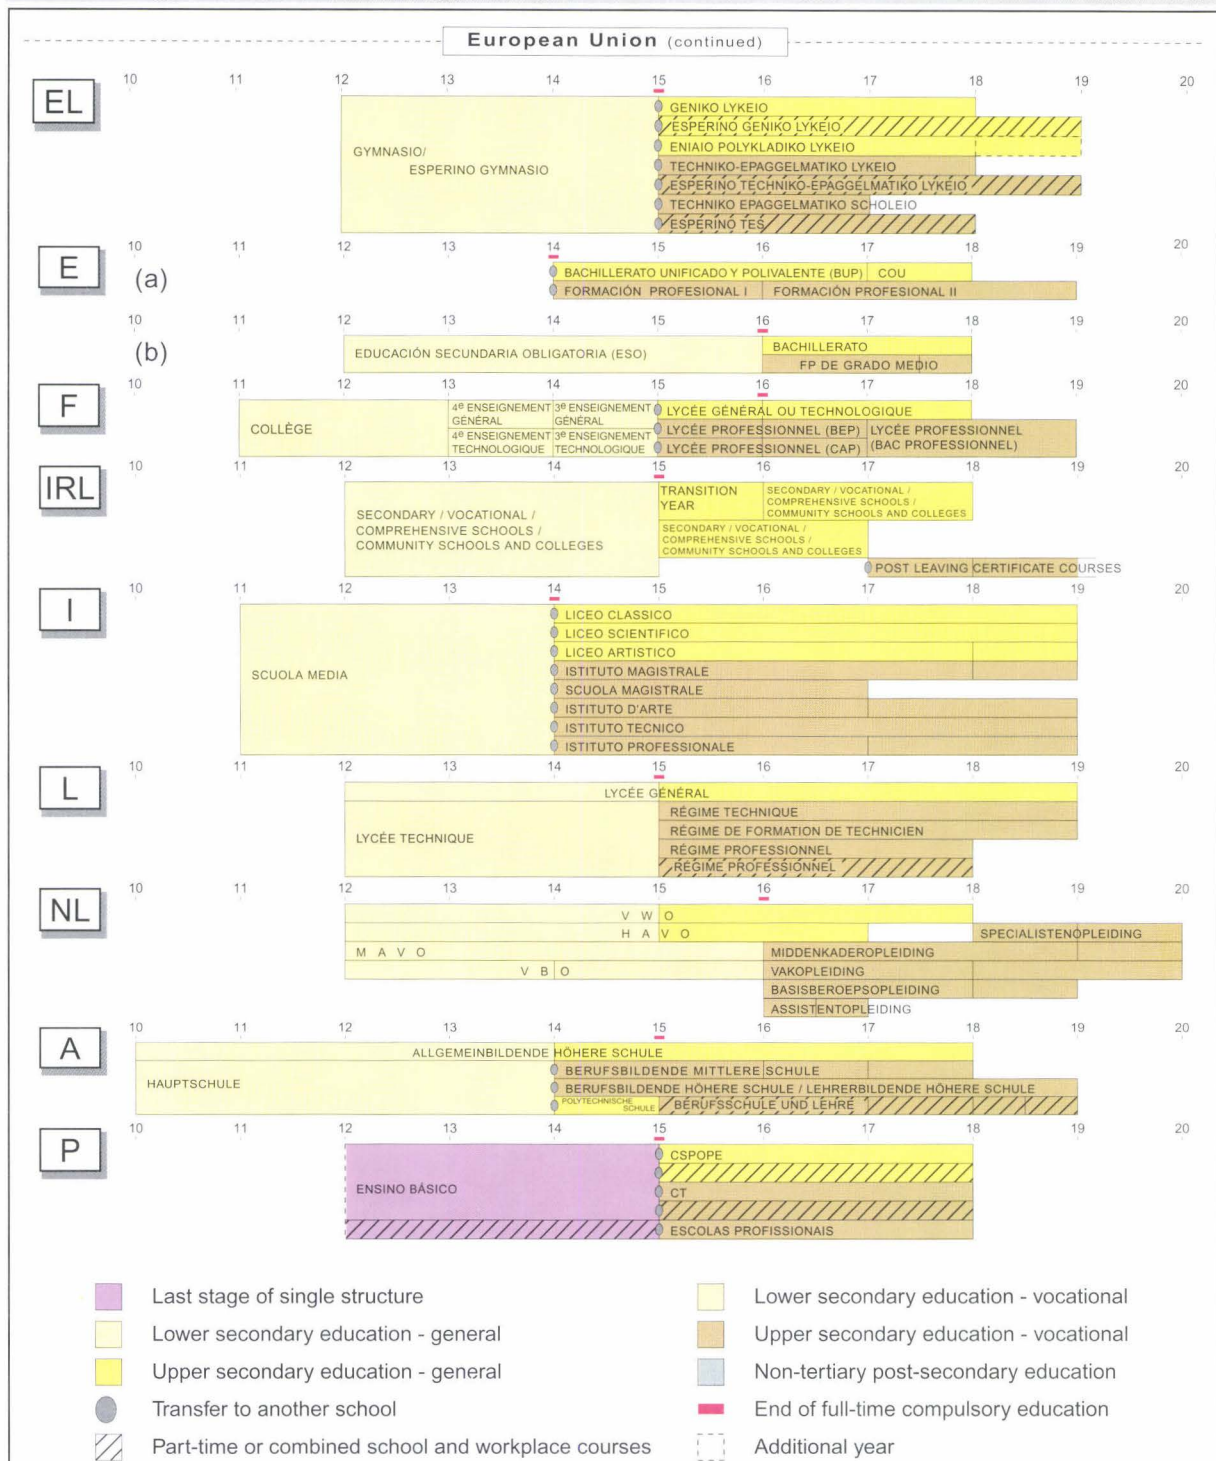 European Union (continued)
10 11 12 13 14 15 16 17 18 19 20
EL
GYMNASIO/
ESPERINO GYMNASIO
GENIKO LYKEIO
ESPERINO GENIKO LYKEIO
ENIAIO POLYKLADIKO LYKEIO
TECHNIKO-EPAGGELMATIKO LYKEIO
ESPERINO TECHNIKO-EPAGGELMATIKO LYKEIO
TECHNIKO EPAGGELMATIKO SCHOLEIO
ESPERINO TES
10 11 12 13 14 15 16 17 18 19 20
E
(a)
BACHILLERATO UNIFICADO Y POLIVALENTE (BUP) COU
FORMACIÓN PROFESIONAL I FORMACIÓN PROFESIONAL II
10 11 12 13 14 15 16 17 18 19 20
(b)
EDUCACIÓN SECUNDARIA OBLIGATORIA (ESO)
BACHILLERATO
FP DE GRADO MEDIO
10 11 12 13 14 15 16 17 18 19 20
F
COLLÈGE
4e ENSEIGNEMENT
GÉNÉRAL
3e ENSEIGNEMENT
GÉNÉRAL
4e ENSEIGNEMENT
TECHNOLOGIQUE
3e ENSEIGNEMENT
TECHNOLOGIQUE
LYCÉE GÉNÉRAL OU TECHNOLOGIQUE
LYCÉE PROFESSIONNEL (BEP)
LYCÉE PROFESSIONNEL (CAP)
LYCÉE PROFESSIONNEL
(BAC PROFESSIONNEL)
10 11 12 13 14 15 16 17 18 19 20
IRL
SECONDARY / VOCATIONAL /
COMPREHENSIVE SCHOOLS /
COMMUNITY SCHOOLS AND COLLEGES
TRANSITION
YEAR
SECONDARY / VOCATIONAL /
COMPREHENSIVE SCHOOLS /
COMMUNITY SCHOOLS AND COLLEGES
SECONDARY / VOCATIONAL /
COMPREHENSIVE SCHOOLS /
COMMUNITY SCHOOLS AND COLLEGES
POST LEAVING CERTIFICATE COURSES
10 11 12 13 14 15 16 17 18 19 20
I
SCUOLA MEDIA
LICEO CLASSICO
LICEO SCIENTIFICO
LICEO ARTISTICO
ISTITUTO MAGISTRALE
SCUOLA MAGISTRALE
ISTITUTO D'ARTE
ISTITUTO TECNICO
ISTITUTO PROFESSIONALE
10 11 12 13 14 15 16 17 18 19 20
L
LYCÉE GÉNÉRAL
LYCÉE TECHNIQUE
RÉGIME TECHNIQUE
RÉGIME DE FORMATION DE TECHNICIEN
RÉGIME PROFESSIONNEL
RÉGIME PROFESSIONNEL
10 11 12 13 14 15 16 17 18 19 20
NL
V W O
H A V O
SPECIALISTENOPLEIDING
M A V O
MIDDENKADEROPLEIDING
V B O
VAKOPLEIDING
BASISBEROEPSOPLEIDING
ASSISTENTOPLEIDING
10 12 13 14 15 16 17 18 19 20
A
ALLGEMEINBILDENDE HÖHERE SCHULE
HAUPTSCHULE
BERUFSBILDENDE MITTLERE SCHULE
BERUFSBILDENDE HÖHERE SCHULE / LEHRERBILDENDE HÖHERE SCHULE
POLYTECHNISCHE
SCHULE
BERUFSSCHULE UND LEHRE
10 11 12 13 14 15 16 17 18 19 20
P
ENSINO BÁSICO
CSPOPE
CT
ESCOLAS PROFISSIONAIS
Last stage of single structure
Lower secondary education - vocational
Lower secondary education - general
Upper secondary education - vocational
Upper secondary education - general
Non-tertiary post-secondary education
Transfer to another school
End of full-time compulsory education
Part-time or combined school and workplace courses
Additional year